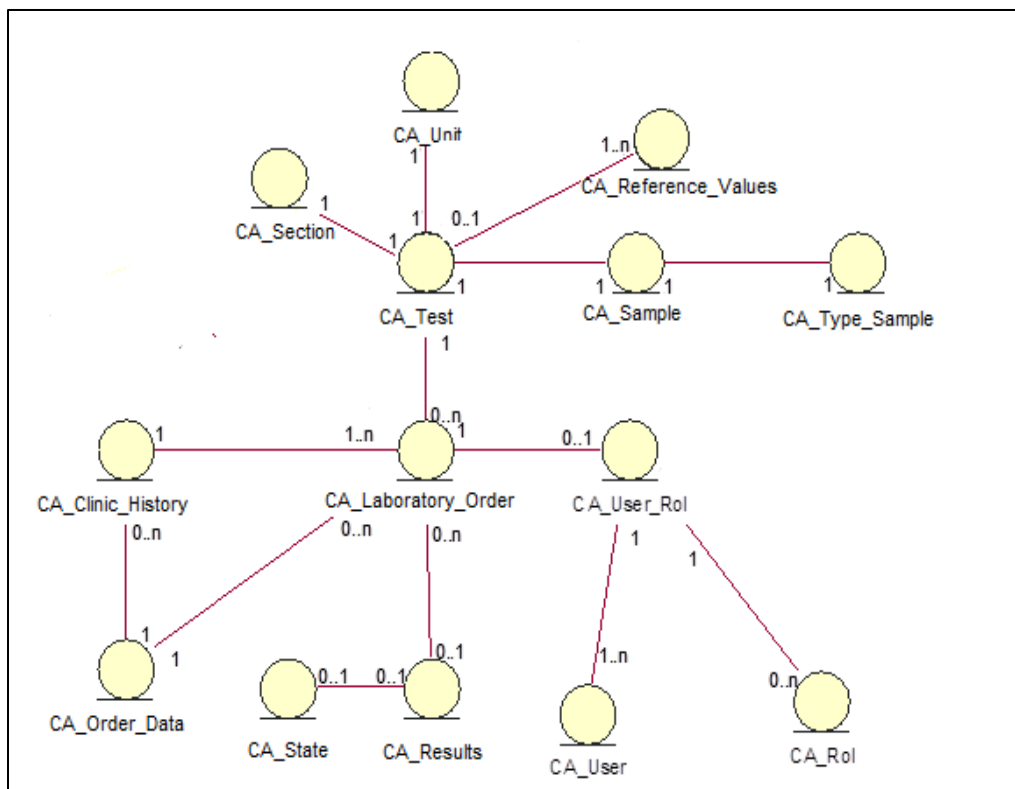 CA_Unit
1
1..n
CA_Reference_Values
1
CA_Section
1
0..1
1
1
1
1
1
CA_Test
CA_Sample
CA_Type_Sample
1
0..n
1
1..n
1
0..1
CA_Clinic_History
CA_Laboratory_Order
CA_User_Rol
0..n
0..n
0..n
1
1
1
1
0..1
1..n
0..1
0..1
0..n
CA_Order_Data
CA_State
CA_Results
CA_User
CA_Rol